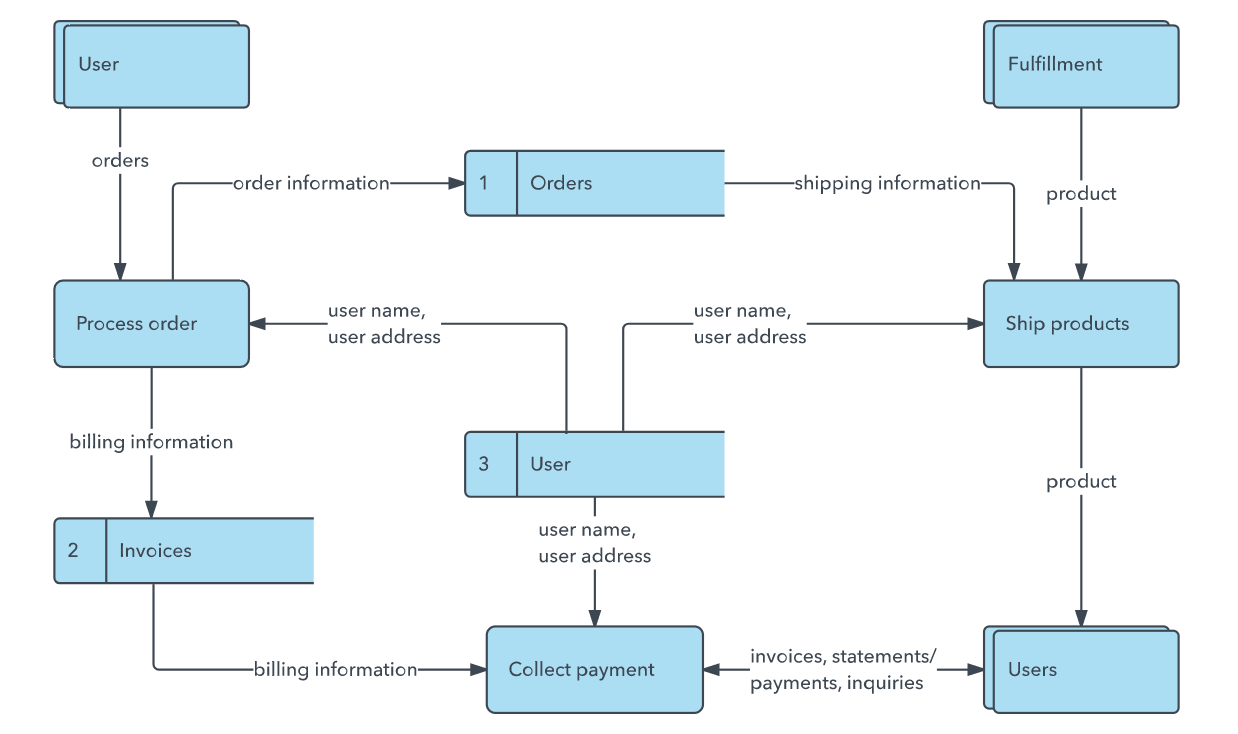 User
Fulfillment
orders
order information
1
Orders
shipping information
product
Process order
user name,
user address
user name,
user address
Ship products
billing information
3
User
product
user name,
user address
2
Invoices
billing information
Collect payment
invoices, statements/
payments, inquiries
Users